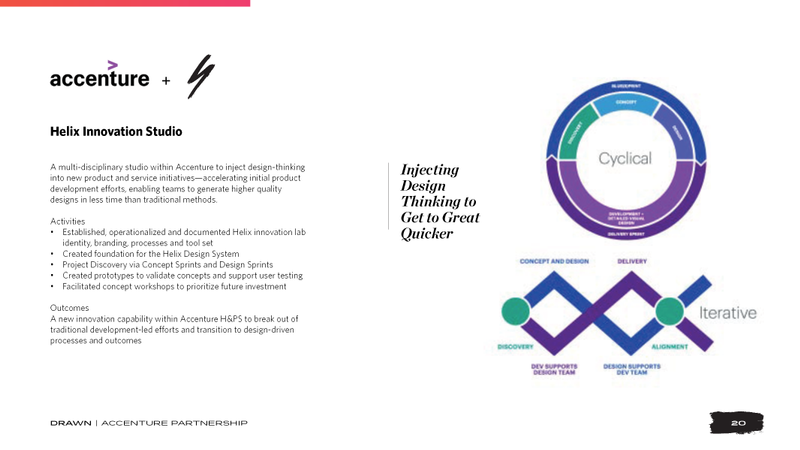 accenture +
Helix Innovation Studio
A multi-disciplinary studio within Accenture to inject design-thinking
into new product and service initiatives—accelerating initial product
development efforts, enabling teams to generate higher quality
designs in less time than traditional methods.
Activities
• Established, operationalized and documented Helix innovation lab
identity, branding, processes and tool set
• Created foundation for the Helix Design System
• Project Discovery via Concept Sprints and Design Sprints
• Created prototypes to validate concepts and support user testing
• Facilitated concept workshops to prioritize future investment
Outcomes
A new innovation capability within Accenture H&PS to break out of
traditional development-led efforts and transition to design-driven
processes and outcomes
Injecting
Design
Thinking to
Get to Great
Quicker
CONCEPT
DISCOVERY
DESIGN
Cyclical
DEVELOPMENT +
DETAILED VISUAL
DESIGN
DELIVERY SPRINT
CONCEPT AND DESIGN
DELIVERY
Iterative
DISCOVERY
ALIGNMENT
DEV SUPPORTS
DESIGN TEAM
DESIGN SUPPORTS
DEV TEAM
DRAWN | ACCENTURE PARTNERSHIP
20